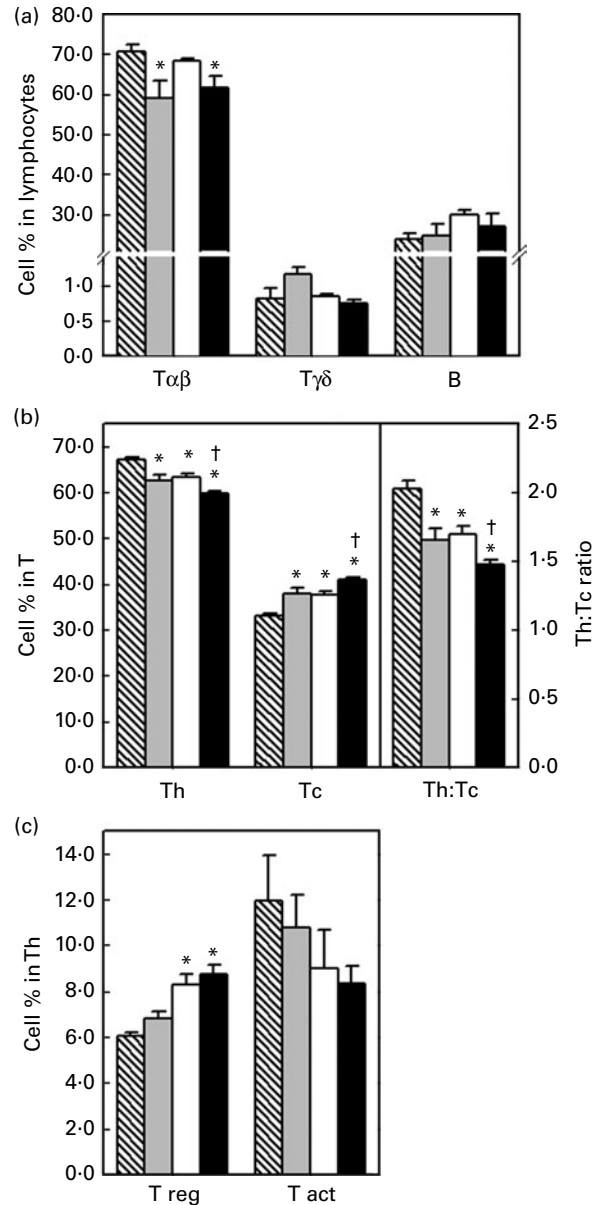 (a)
80·0
70·0
60·0
50·0
40·0
30·0
1·0
0·5
0·0
Cell % in lymphocytes
* *
Tαβ Tγδ B
(b)
70·0
60·0
50·0
40·0
30·0
20·0
10·0
0·0
Cell % in T
* * † *
* * † *
* * † *
2·5
2·0
1·5
1·0
0·5
0·0
Th:Tc ratio
Th Tc Th:Tc
(c)
14·0
12·0
10·0
8·0
6·0
4·0
2·0
0·0
Cell % in Th
* *
T reg T act